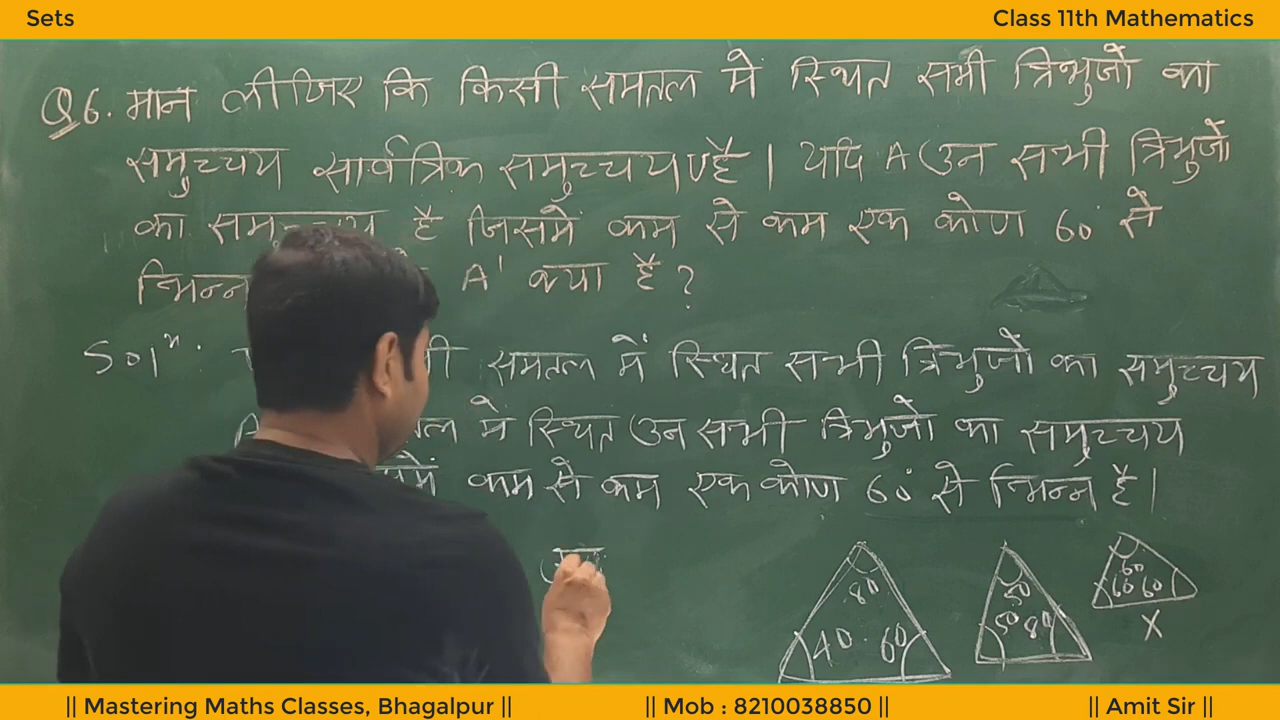 Sets
Class 11th Mathematics
Q6. मान लीजिए कि किसी समतल मे स्थित सभी त्रिभुजो का
समुच्चय सार्वत्रिक समुच्चय U है। यदि A उन सभी त्रिभुजो
का समुच्चय है जिसमें कम से कम एक कोण 60° से
भिन्न A' क्या है?
Solⁿ. समतल में स्थित सभी त्रिभुजो का समुच्चय
मे स्थित उन सभी त्रिभुजो का समुच्चय
कम से कम एक कोण 60° से भिन्न है।
80
40
60
50
50
80
60
60
60
X
|| Mastering Maths Classes, Bhagalpur ||
|| Mob : 8210038850 ||
|| Amit Sir ||